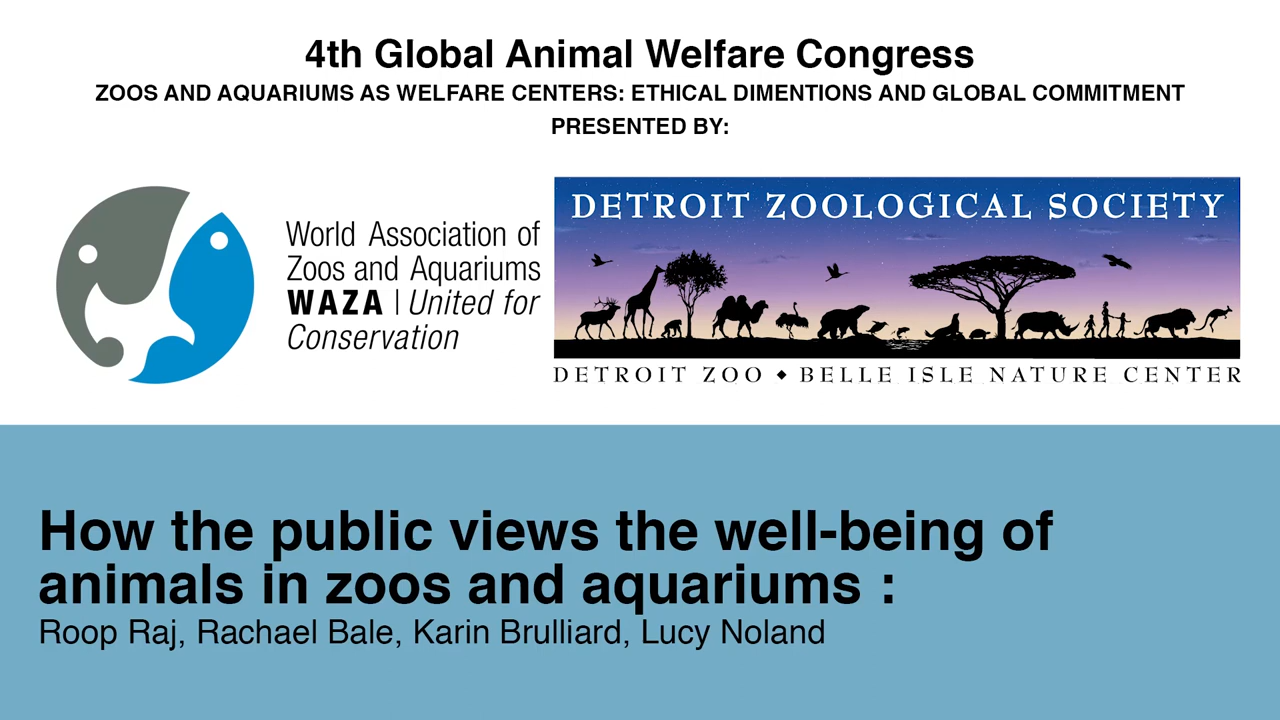 4th Global Animal Welfare Congress
ZOOS AND AQUARIUMS AS WELFARE CENTERS: ETHICAL DIMENTIONS AND GLOBAL COMMITMENT
PRESENTED BY:
World Association of
Zoos and Aquariums
WAZA | United for
Conservation
DETROIT ZOOLOGICAL SOCIETY
DETROIT ZOO ◆ BELLE ISLE NATURE CENTER
How the public views the well-being of
animals in zoos and aquariums :
Roop Raj, Rachael Bale, Karin Brulliard, Lucy Noland